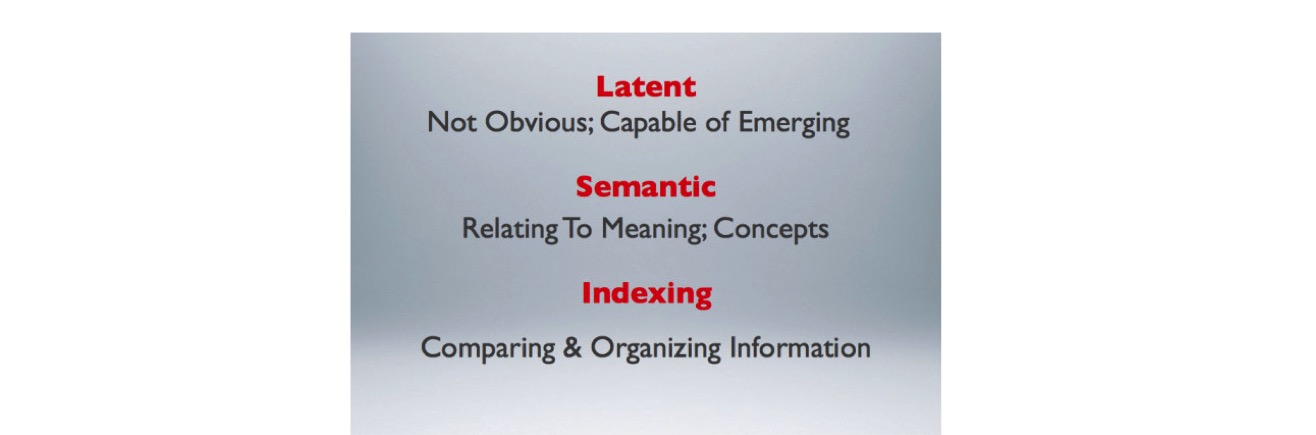 Latent
Not Obvious; Capable of Emerging
Semantic
Relating To Meaning; Concepts
Indexing
Comparing & Organizing Information